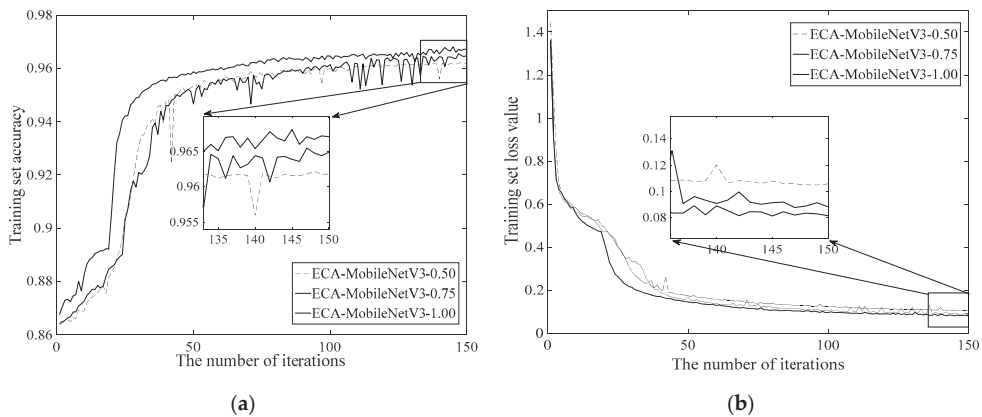 0.98
0.96
0.94
0.92
0.9
0.88
0.86
Training set accuracy
0.965
0.96
0.955
135 140 145 150
ECA-MobileNetV3-0.50
ECA-MobileNetV3-0.75
ECA-MobileNetV3-1.00
0 50 100 150
The number of iterations
(a)
1.4
1.2
1
0.8
0.6
0.4
0.2
0
Training set loss value
ECA-MobileNetV3-0.50
ECA-MobileNetV3-0.75
ECA-MobileNetV3-1.00
0.14
0.12
0.1
0.08
140 145 150
0 50 100 150
The number of iterations
(b)